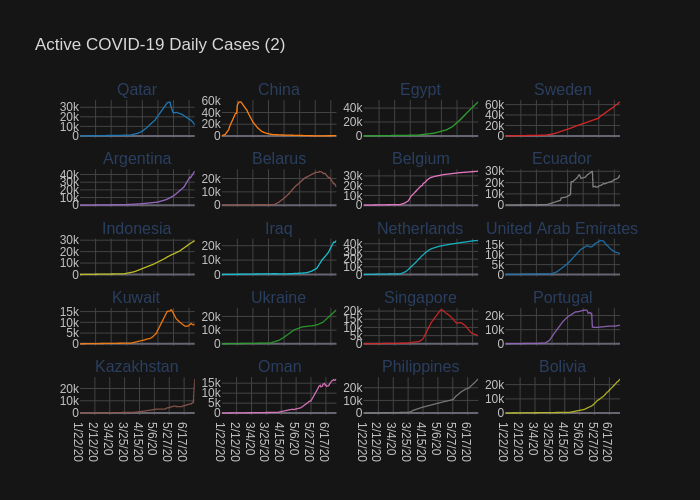 Active COVID-19 Daily Cases (2)
Qatar China Egypt Sweden
30k 20k 10k 0
60k 40k 20k 0
40k 20k 0
60k 40k 20k 0
Argentina Belarus Belgium Ecuador
40k 30k 20k 10k 0
20k 10k 0
30k 20k 10k 0
30k 20k 10k 0
Indonesia Iraq Netherlands United Arab Emirates
30k 20k 10k 0
20k 10k 0
40k 30k 20k 10k 0
15k 10k 5k 0
Kuwait Ukraine Singapore Portugal
15k 10k 5k 0
20k 10k 0
20k 15k 10k 5k 0
20k 10k 0
Kazakhstan Oman Philippines Bolivia
20k 10k 0
15k 10k 5k 0
20k 10k 0
20k 10k 0
1/22/20 2/12/20 3/4/20 3/25/20 4/15/20 5/6/20 5/27/20 6/17/20
1/22/20 2/12/20 3/4/20 3/25/20 4/15/20 5/6/20 5/27/20 6/17/20
1/22/20 2/12/20 3/4/20 3/25/20 4/15/20 5/6/20 5/27/20 6/17/20
1/22/20 2/12/20 3/4/20 3/25/20 4/15/20 5/6/20 5/27/20 6/17/20